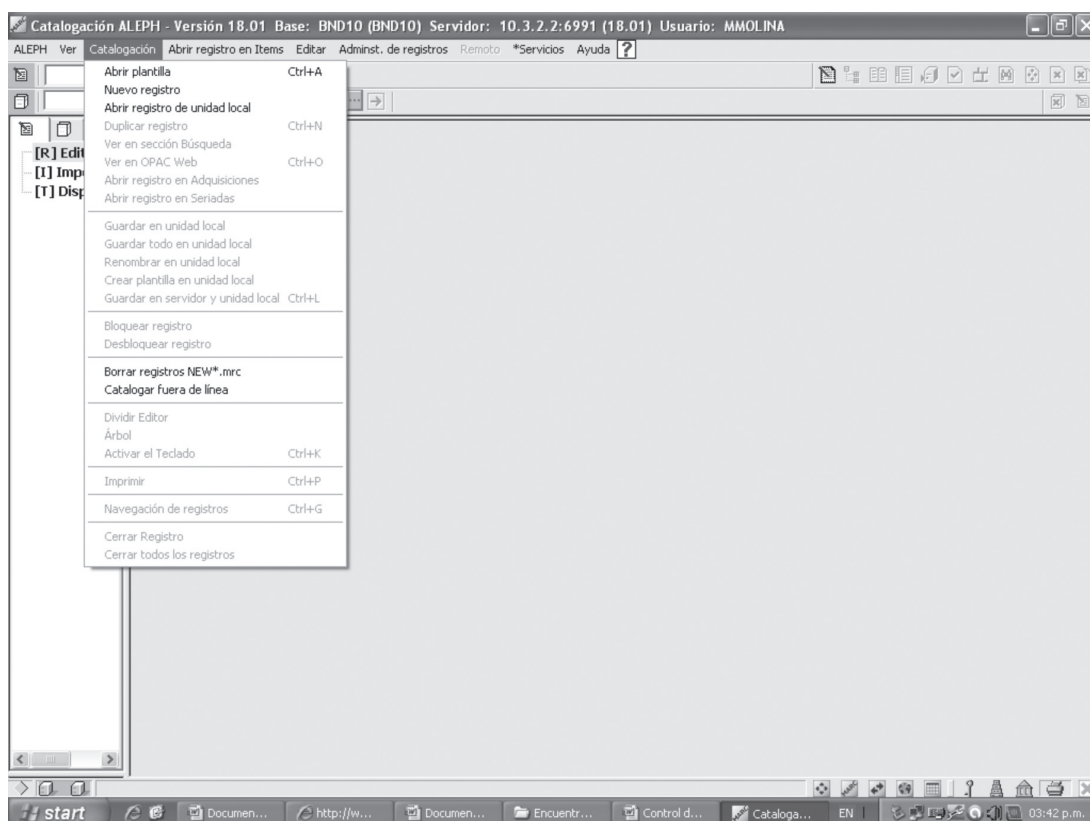 Catalogación ALEPH - Versión 18.01 Base: BND10 (BND10) Servidor: 10.3.2.2:6991 (18.01) Usuario: MMOLINA
ALEPH Ver Catalogación Abrir registro en Items Editar Adminst. de registros Remoto *Servicios Ayuda ?
Abrir plantilla Ctrl+A
Nuevo registro
Abrir registro de unidad local
Duplicar registro Ctrl+N
Ver en sección Búsqueda
Ver en OPAC Web Ctrl+O
Abrir registro en Adquisiciones
Abrir registro en Seriadas
Guardar en unidad local
Guardar todo en unidad local
Renombrar en unidad local
Crear plantilla en unidad local
Guardar en servidor y unidad local Ctrl+L
Bloquear registro
Desbloquear registro
Borrar registros NEW*.mrc
Catalogar fuera de línea
Dividir Editor
Árbol
Activar el Teclado Ctrl+K
Imprimir Ctrl+P
Navegación de registros Ctrl+G
Cerrar Registro
Cerrar todos los registros
[R] Edit
[I] Imp
[T] Disp
start Documen... http://w... Documen... Encuentr... Control d... Cataloga... EN 03:42 p.m.